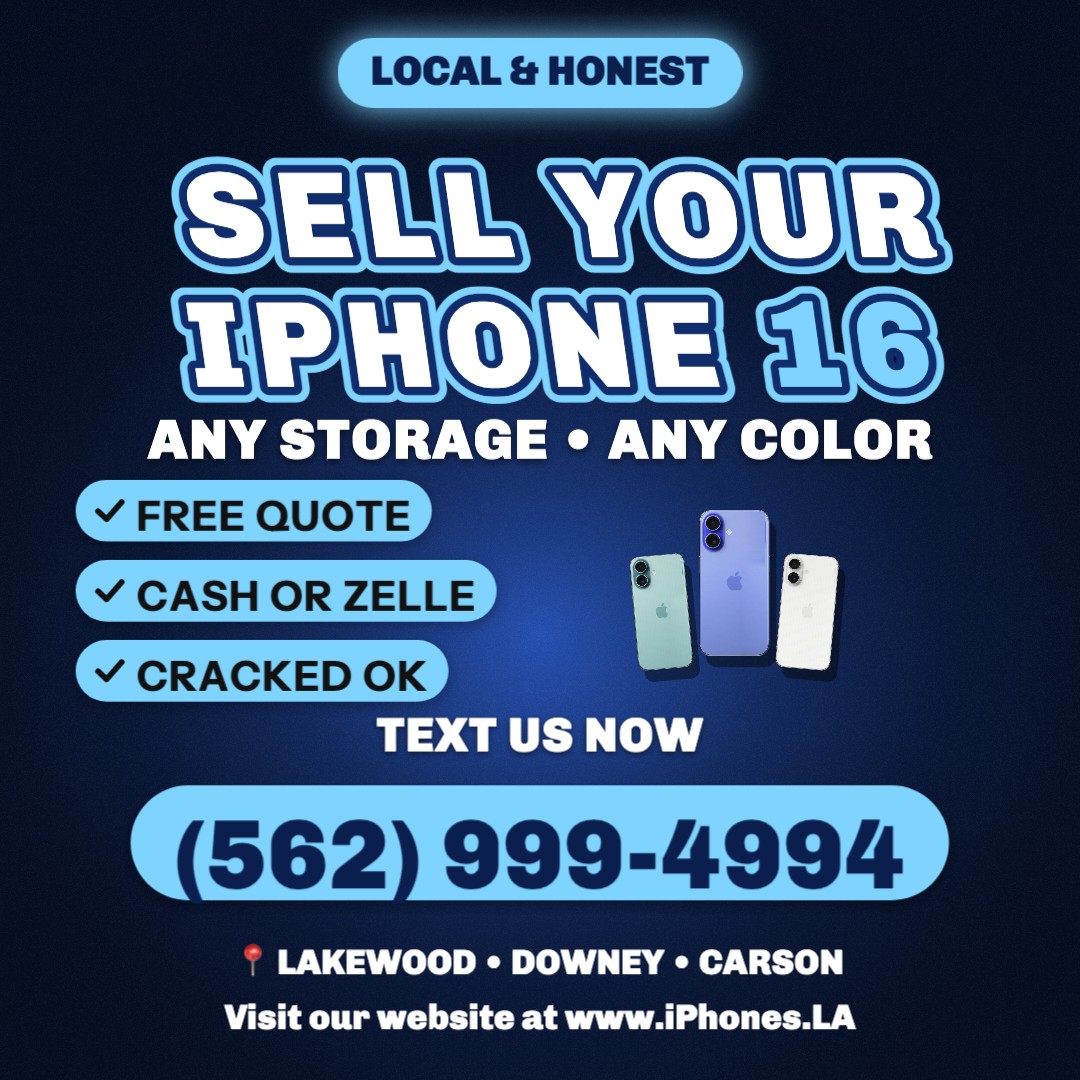 LOCAL & HONEST
SELL YOUR
IPHONE 16
ANY STORAGE • ANY COLOR
✓ FREE QUOTE
✓ CASH OR ZELLE
✓ CRACKED OK
TEXT US NOW
(562) 999-4994
📍 LAKEWOOD • DOWNEY • CARSON
Visit our website at www.iPhones.LA